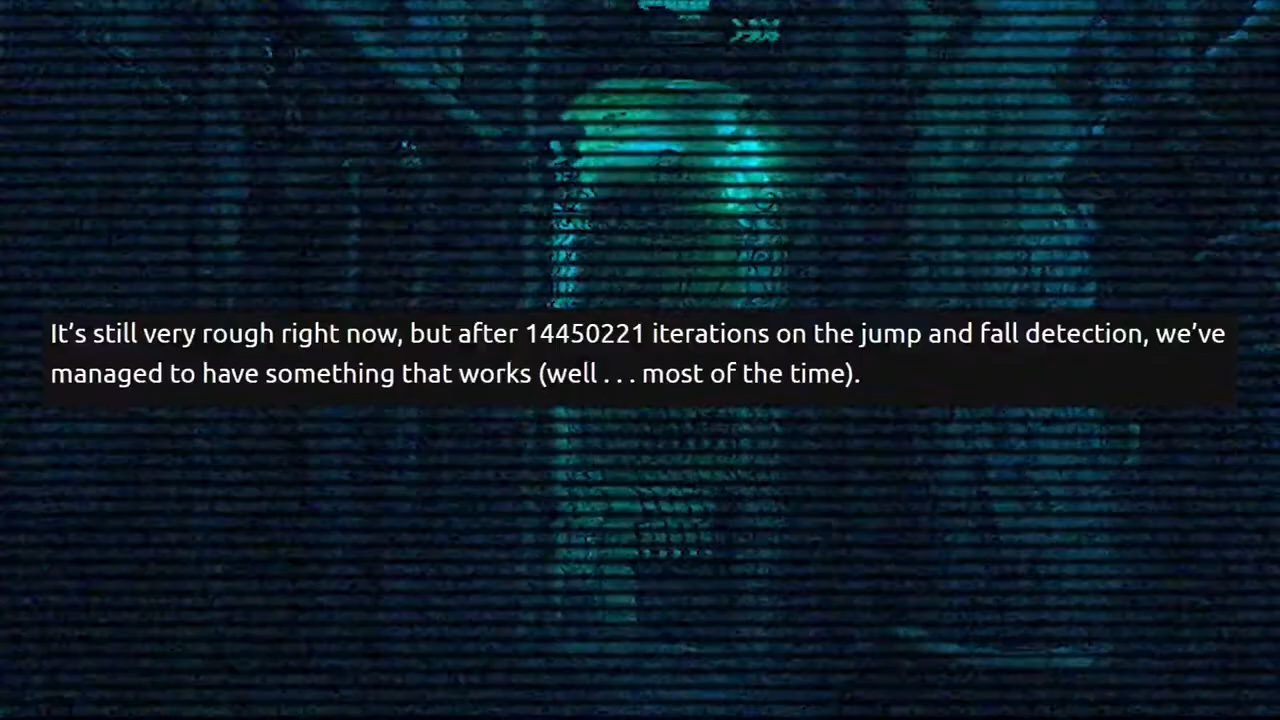 It’s still very rough right now, but after 14450221 iterations on the jump and fall detection, we’ve
managed to have something that works (well . . . most of the time).